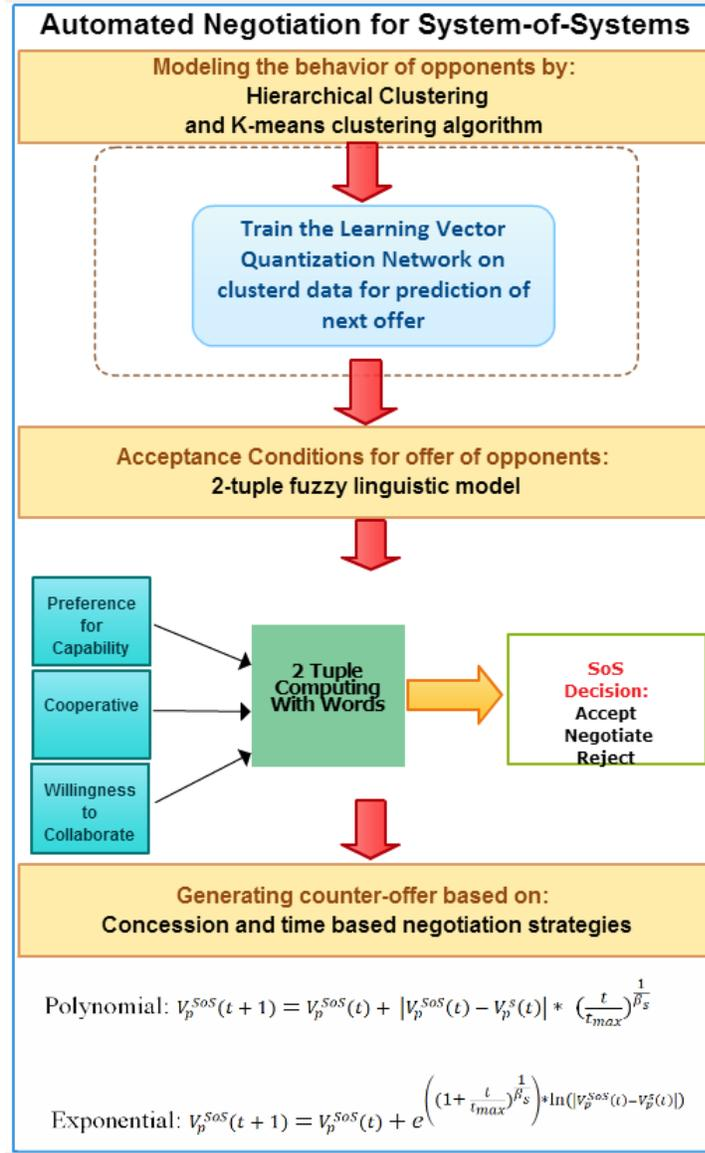 Automated Negotiation for System-of-Systems
Modeling the behavior of opponents by:
Hierarchical Clustering
and K-means clustering algorithm
Train the Learning Vector
Quantization Network on
clusterd data for prediction of
next offer
Acceptance Conditions for offer of opponents:
2-tuple fuzzy linguistic model
Preference
for
Capability
Cooperative
Willingness
to
Collaborate
2 Tuple
Computing
With Words
SoS
Decision:
Accept
Negotiate
Reject
Generating counter-offer based on:
Concession and time based negotiation strategies
Polynomial: V_p^{SoS}(t + 1) = V_p^{SoS}(t) + |V_p^{SoS}(t) − V_p^s(t)| * (t/t_{max})^{1/β_s}
Exponential: V_p^{SoS}(t + 1) = V_p^{SoS}(t) + e^{((1+t/t_{max})^{1/β_s})*ln(|V_p^{SoS}(t)−V_p^s(t)|)}